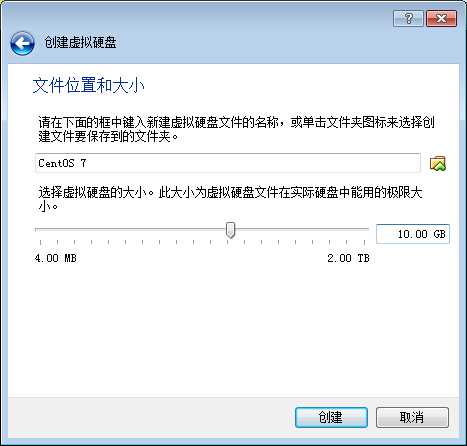 创建虚拟硬盘
文件位置和大小
请在下面的框中键入新建虚拟硬盘文件的名称，或单击文件夹图标来选择创
建文件要保存到的文件夹。
CentOS 7
选择虚拟硬盘的大小。此大小为虚拟硬盘文件在实际硬盘中能用的极限大
小。
10.00 GB
4.00 MB 2.00 TB
创建 取消